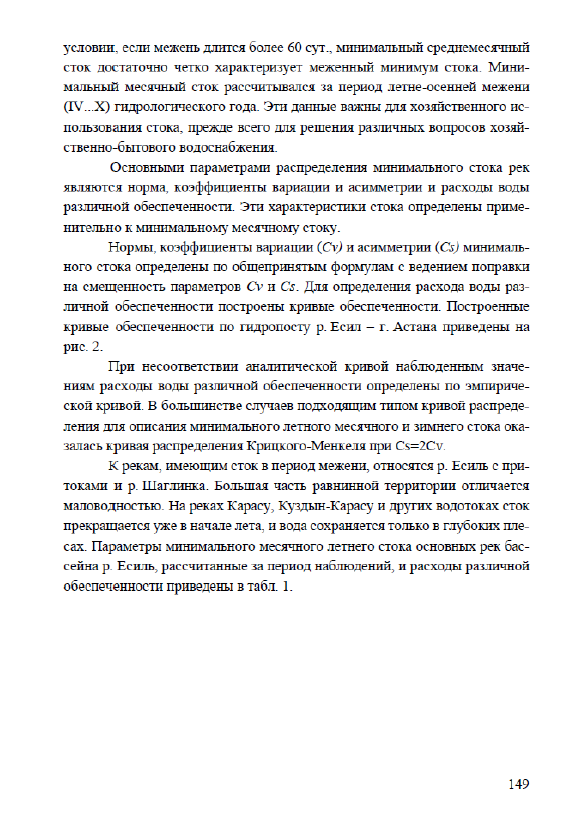 условии, если межень длится более 60 сут., минимальный среднемесячный
сток достаточно четко характеризует меженный минимум стока. Мини-
мальный месячный сток рассчитывался за период летне-осенней межени
(IV...X) гидрологического года. Эти данные важны для хозяйственного ис-
пользования стока, прежде всего для решения различных вопросов хозяй-
ственно-бытового водоснабжения.
Основными параметрами распределения минимального стока рек
являются норма, коэффициенты вариации и асимметрии и расходы воды
различной обеспеченности. Эти характеристики стока определены приме-
нительно к минимальному месячному стоку.
Нормы, коэффициенты вариации (Cv) и асимметрии (Cs) минималь-
ного стока определены по общепринятым формулам с ведением поправки
на смещенность параметров Cv и Cs. Для определения расхода воды раз-
личной обеспеченности построены кривые обеспеченности. Построенные
кривые обеспеченности по гидропосту р. Есил – г. Астана приведены на
рис. 2.
При несоответствии аналитической кривой наблюденным значе-
ниям расходы воды различной обеспеченности определены по эмпириче-
ской кривой. В большинстве случаев подходящим типом кривой распреде-
ления для описания минимального летного месячного и зимнего стока ока-
залась кривая распределения Крицкого-Менкеля при Cs=2Cv.
К рекам, имеющим сток в период межени, относятся р. Есиль с при-
токами и р. Шаглинка. Большая часть равнинной территории отличается
маловодностью. На реках Карасу, Куздын-Карасу и других водотоках сток
прекращается уже в начале лета, и вода сохраняется только в глубоких пле-
сах. Параметры минимального месячного летнего стока основных рек бас-
сейна р. Есиль, рассчитанные за период наблюдений, и расходы различной
обеспеченности приведены в табл. 1.
149